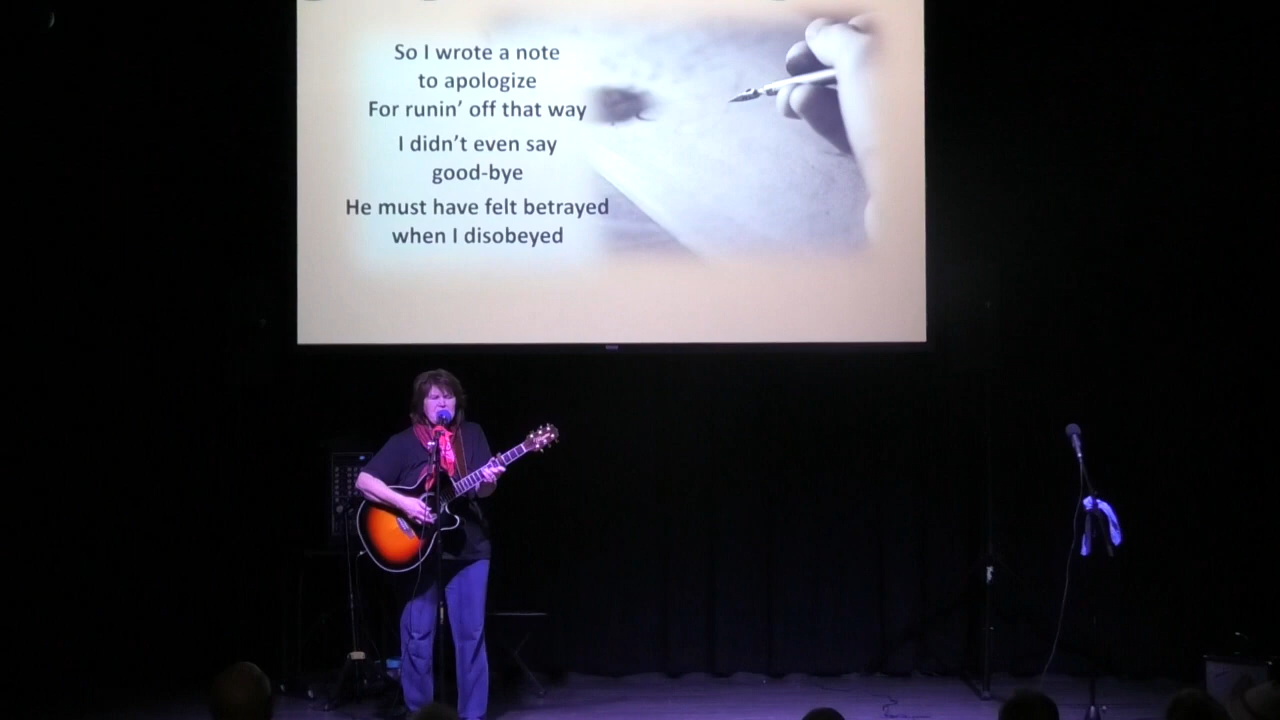 So I wrote a note
to apologize
For runin’ off that way
I didn’t even say
good-bye
He must have felt betrayed
when I disobeyed